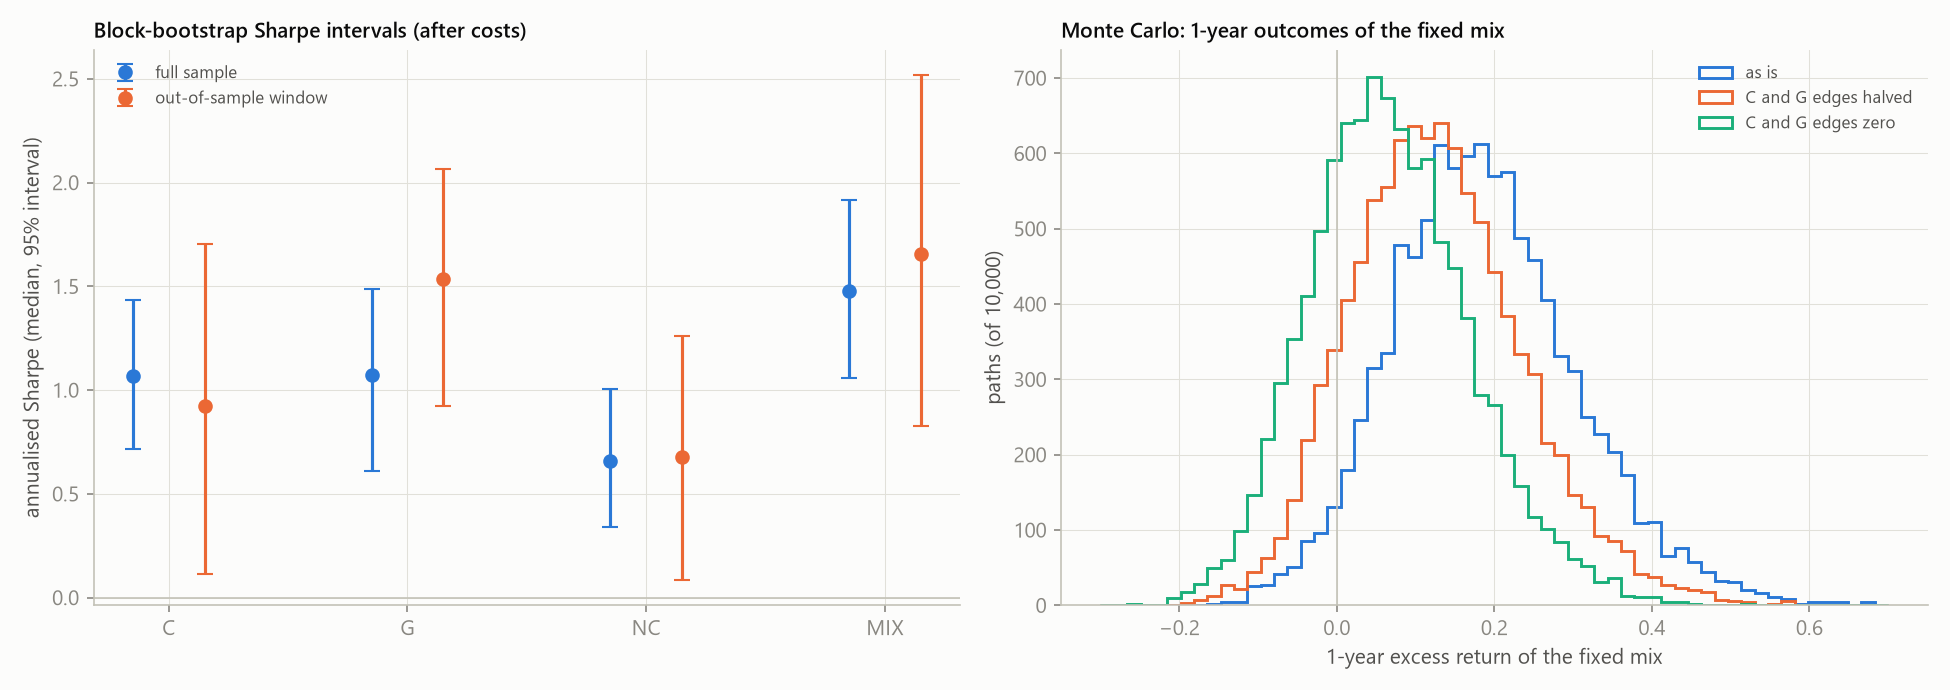 Block-bootstrap Sharpe intervals (after costs)
full sample
out-of-sample window
annualised Sharpe (median, 95% interval)
2.5
2.0
1.5
1.0
0.5
0.0
C
G
NC
MIX
Monte Carlo: 1-year outcomes of the fixed mix
as is
C and G edges halved
C and G edges zero
paths (of 10,000)
700
600
500
400
300
200
100
0
−0.2
0.0
0.2
0.4
0.6
1-year excess return of the fixed mix